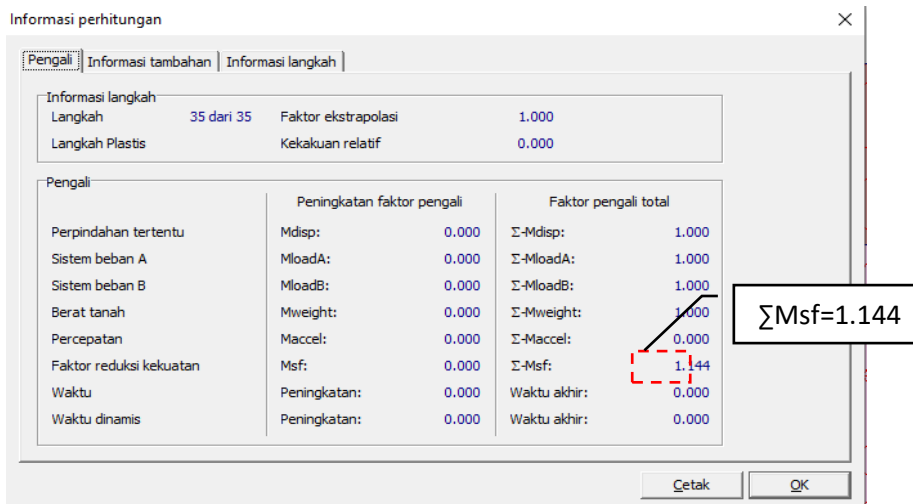 Informasi perhitungan
Pengali Informasi tambahan Informasi langkah
Informasi langkah
Langkah 35 dari 35 Faktor ekstrapolasi 1.000
Langkah Plastis Kekakuan relatif 0.000
Pengali
Peningkatan faktor pengali Faktor pengali total
Perpindahan tertentu Mdisp: 0.000 Σ-Mdisp: 1.000
Sistem beban A MloadA: 0.000 Σ-MloadA: 1.000
Sistem beban B MloadB: 0.000 Σ-MloadB: 1.000
Berat tanah Mweight: 0.000 Σ-Mweight: 1.000
Percepatan Maccel: 0.000 Σ-Maccel: 0.000
Faktor reduksi kekuatan Msf: 0.000 Σ-Msf: 1.144
Waktu Peningkatan: 0.000 Waktu akhir: 0.000
Waktu dinamis Peningkatan: 0.000 Waktu akhir: 0.000
∑Msf=1.144
Cetak OK